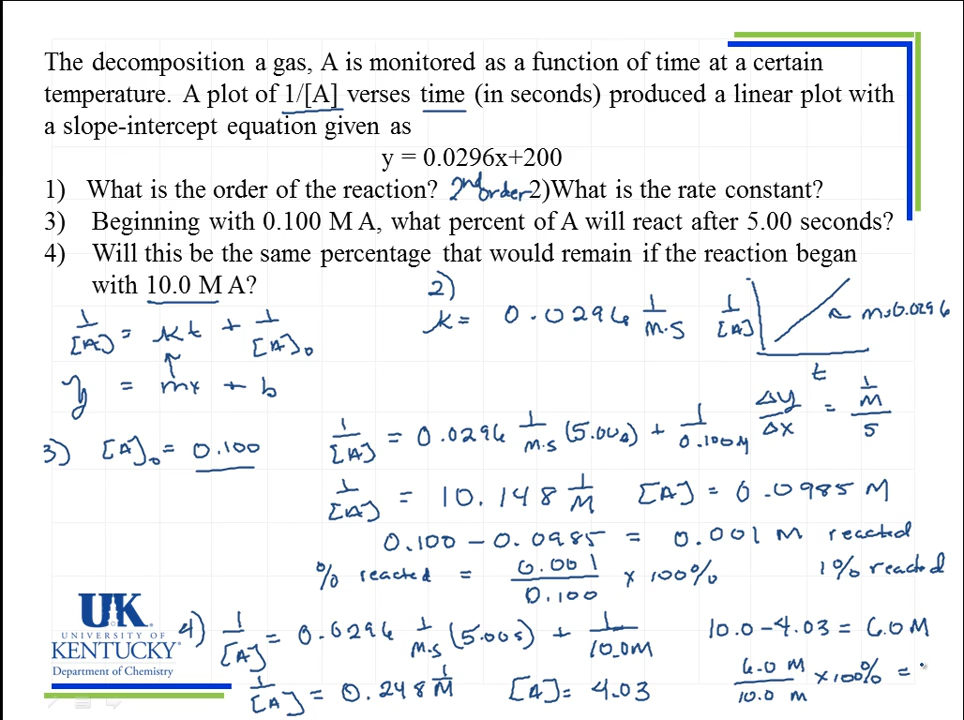 The decomposition a gas, A is monitored as a function of time at a certain
temperature. A plot of 1/[A] verses time (in seconds) produced a linear plot with
a slope-intercept equation given as
y = 0.0296x+200
1) What is the order of the reaction? 2nd order 2)What is the rate constant?
3) Beginning with 0.100 M A, what percent of A will react after 5.00 seconds?
4) Will this be the same percentage that would remain if the reaction began
with 10.0 M A?
2)
1/[A] = kt + 1/[A]₀
k = 0.0296 1/M·S
1/[A]
m=0.0296
t
y = mx + b
Δy/Δx = 1/M / S
3) [A]₀ = 0.100
1/[A] = 0.0296 1/M·S (5.00s) + 1/0.100M
1/[A] = 10.148 1/M [A] = 0.0985 M
0.100 – 0.0985 = 0.001 M reacted
% reacted = 0.001/0.100 x 100% 1% reacted
UK
UNIVERSITY OF
KENTUCKY
Department of Chemistry
4) 1/[A] = 0.0296 1/M·S (5.00s) + 1/10.0M
10.0-4.03 = 6.0M
1/[A] = 0.248 1/M [A] = 4.03
6.0 M/10.0 M x100% =